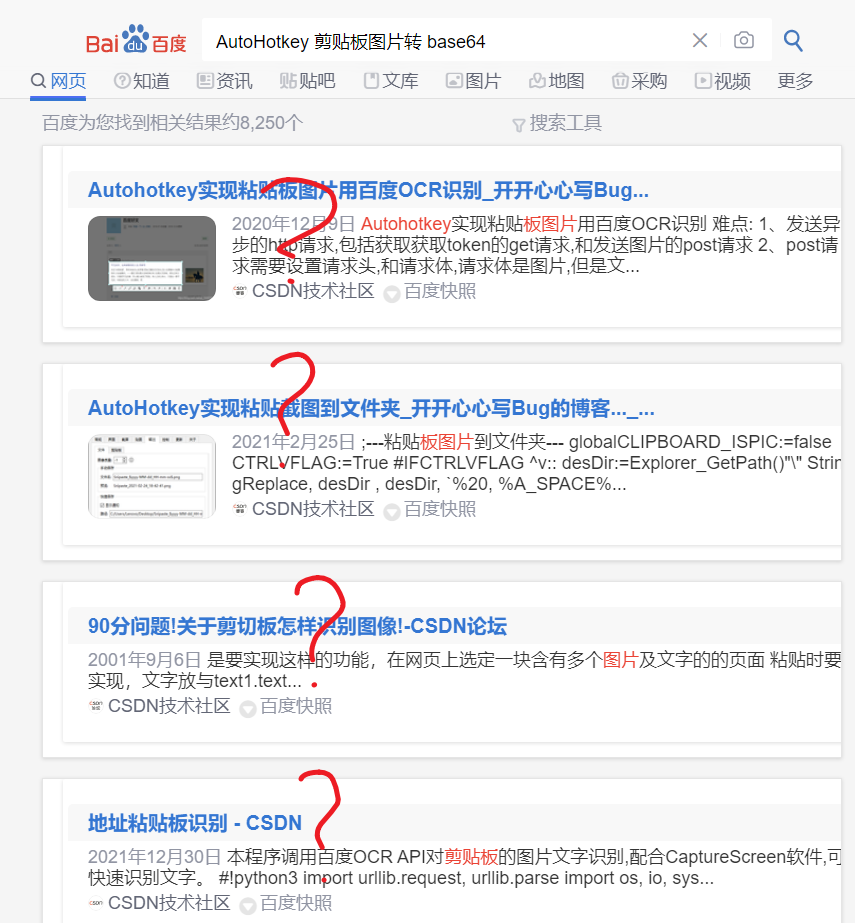 Bai du 百度
AutoHotkey 剪贴板图片转 base64
网页 知道 资讯 贴吧 文库 图片 地图 采购 视频 更多
百度为您找到相关结果约8,250个
搜索工具
Autohotkey实现粘贴板图片用百度OCR识别_开开心心写Bug...
2020年12月9日 Autohotkey实现粘贴板图片用百度OCR识别 难点: 1、发送异
步的http请求,包括获取获取token的get请求,和发送图片的post请求 2、post请
求需要设置请求头,和请求体,请求体是图片,但是文...
CSDN技术社区 百度快照
AutoHotkey实现粘贴截图到文件夹_开开心心写Bug的博客..._...
2021年2月25日 ;---粘贴板图片到文件夹--- globalCLIPBOARD_ISPIC:=false
CTRLVFLAG:=True #IFCTRLVFLAG ^v:: desDir:=Explorer_GetPath()"\" Strin
gReplace, desDir , desDir, `%20, %A_SPACE%...
CSDN技术社区 百度快照
90分问题!关于剪切板怎样识别图像!-CSDN论坛
2001年9月6日 是要实现这样的功能，在网页上选定一块含有多个图片及文字的的页面 粘贴时要
实现，文字放与text1.text...
CSDN技术社区 百度快照
地址粘贴板识别 - CSDN
2021年12月30日 本程序调用百度OCR API对剪贴板的图片文字识别,配合CaptureScreen软件,可
快速识别文字。 #!python3 import urllib.request, urllib.parse import os, io, sys...
CSDN技术社区 百度快照